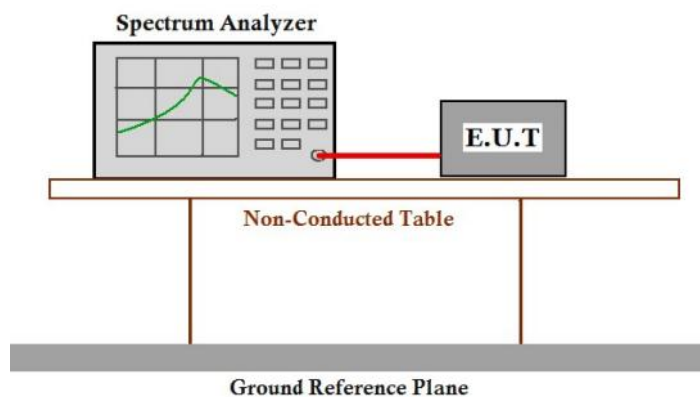 Spectrum Analyzer
E.U.T
Non-Conducted Table
Ground Reference Plane